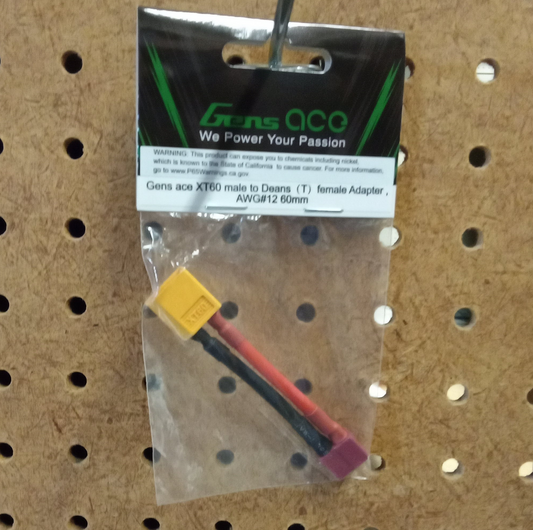 Gens ace
We Power Your Passion
WARNING: This product can expose you to chemicals including nickel,
which is known to the State of California to cause cancer. For more information,
go to www.P65Warnings.ca.gov
Gens ace XT60 male to Deans (T) female Adapter ,
AWG#12 60mm
XT60